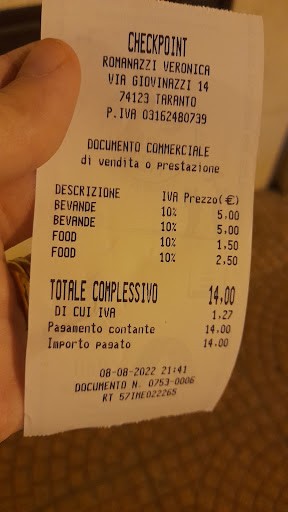 CHECKPOINT
ROMANAZZI VERONICA
VIA GIOVINAZZI 14
74123 TARANTO
P.IVA 03162480739
DOCUMENTO COMMERCIALE
di vendita o prestazione
DESCRIZIONE IVA Prezzo(€)
BEVANDE 10% 5,00
BEVANDE 10% 5,00
FOOD 10% 1,50
FOOD 10% 2,50
TOTALE COMPLESSIVO 14,00
DI CUI IVA 1,27
Pagamento contante 14,00
Importo pagato 14,00
08-08-2022 21:41
DOCUMENTO N. 0753-0006
RT 57IME022265